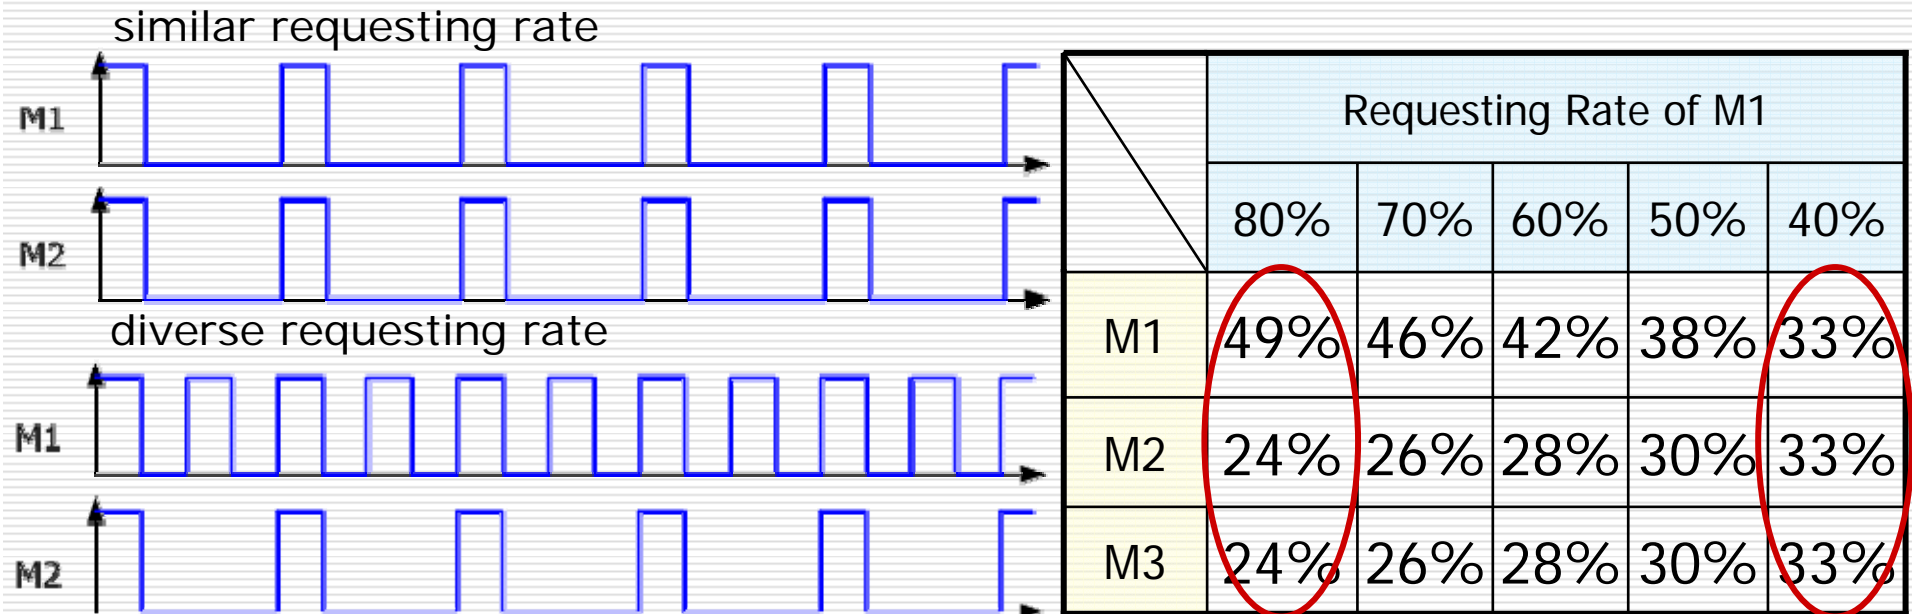 similar requesting rate
M1
M2
diverse requesting rate
M1
M2
Requesting Rate of M1
80% 70% 60% 50% 40%
M1 49% 46% 42% 38% 33%
M2 24% 26% 28% 30% 33%
M3 24% 26% 28% 30% 33%